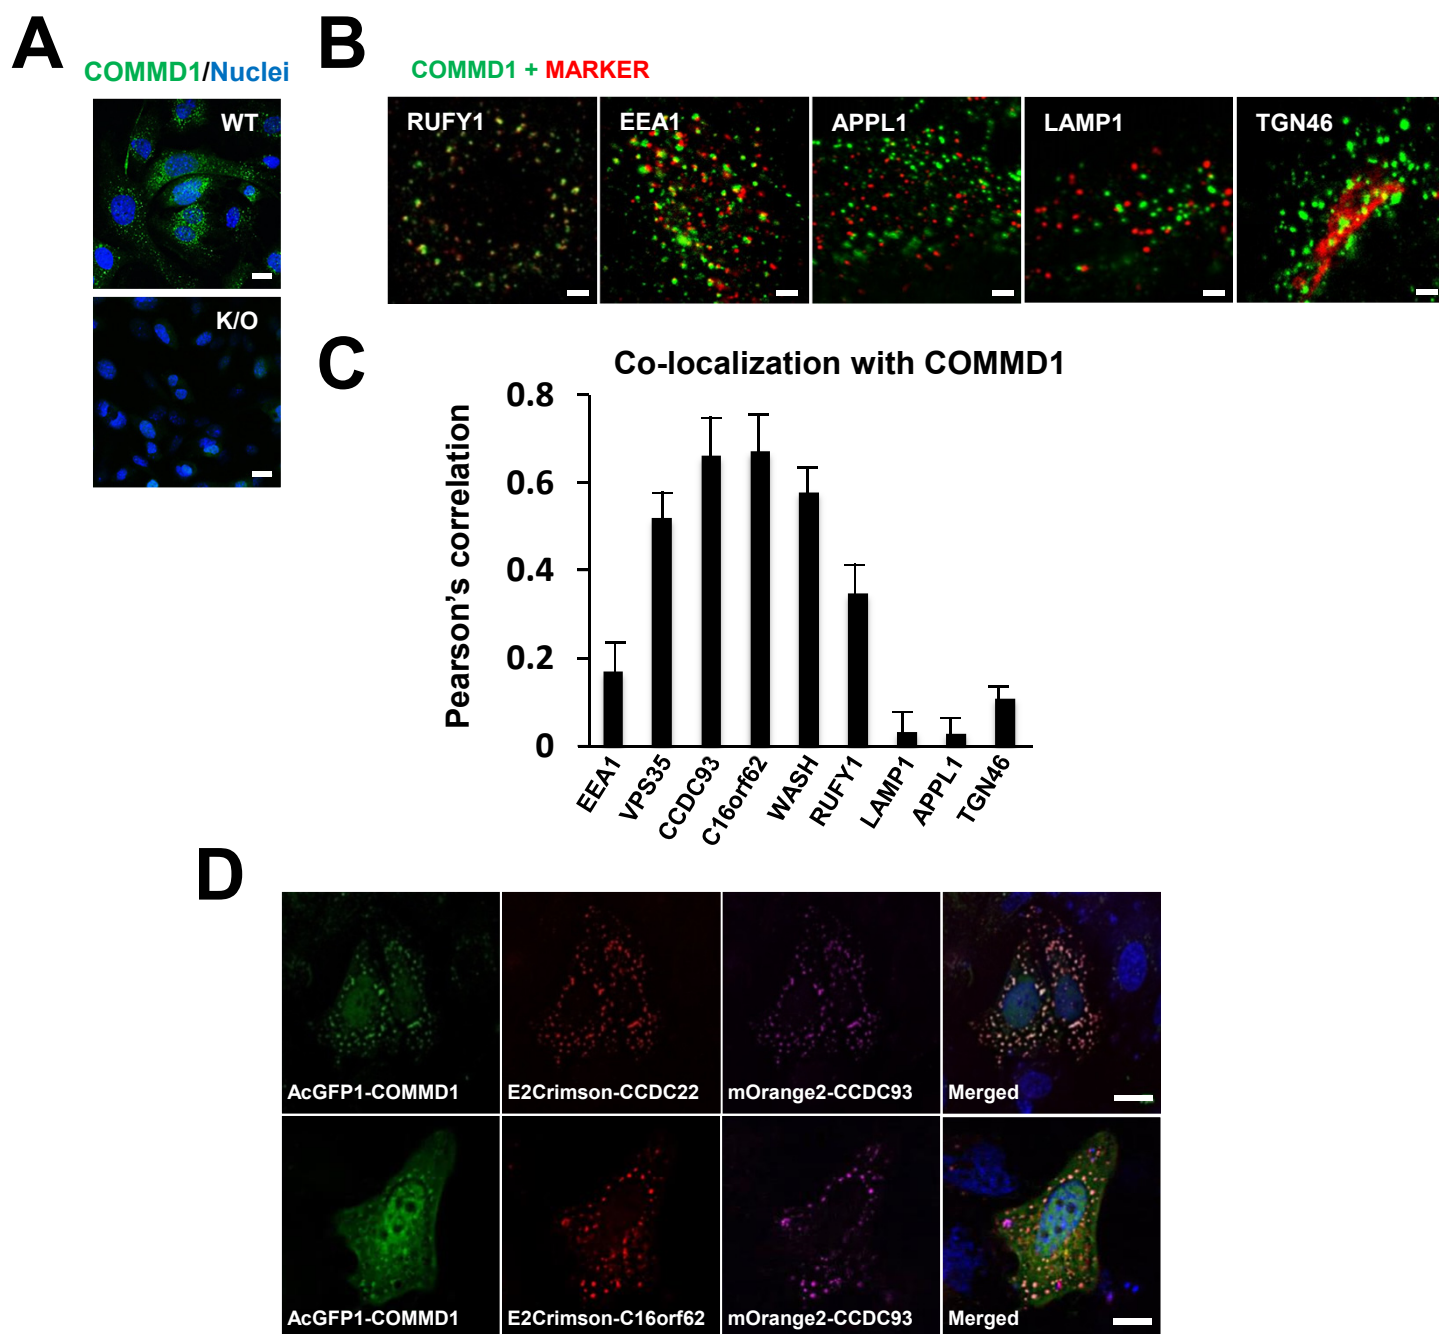 A
COMMD1/Nuclei
WT
K/O
B
COMMD1 + MARKER
RUFY1
EEA1
APPL1
LAMP1
TGN46
C
Co-localization with COMMD1
Pearson's correlation
0.8
0.6
0.4
0.2
0
EEA1
VPS35
CCDC93
C16orf62
WASH
RUFY1
LAMP1
APPL1
TGN46
D
AcGFP1-COMMD1
E2Crimson-CCDC22
mOrange2-CCDC93
Merged
AcGFP1-COMMD1
E2Crimson-C16orf62
mOrange2-CCDC93
Merged